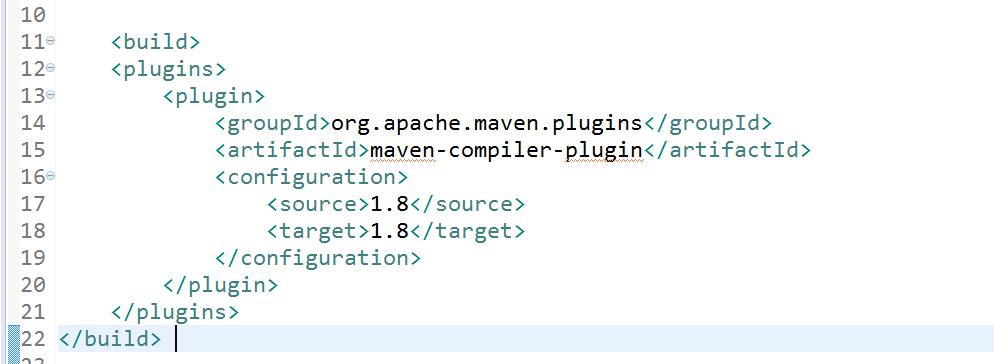 10
11 <build>
12 <plugins>
13 <plugin>
14 <groupId>org.apache.maven.plugins</groupId>
15 <artifactId>maven-compiler-plugin</artifactId>
16 <configuration>
17 <source>1.8</source>
18 <target>1.8</target>
19 </configuration>
20 </plugin>
21 </plugins>
22 </build>